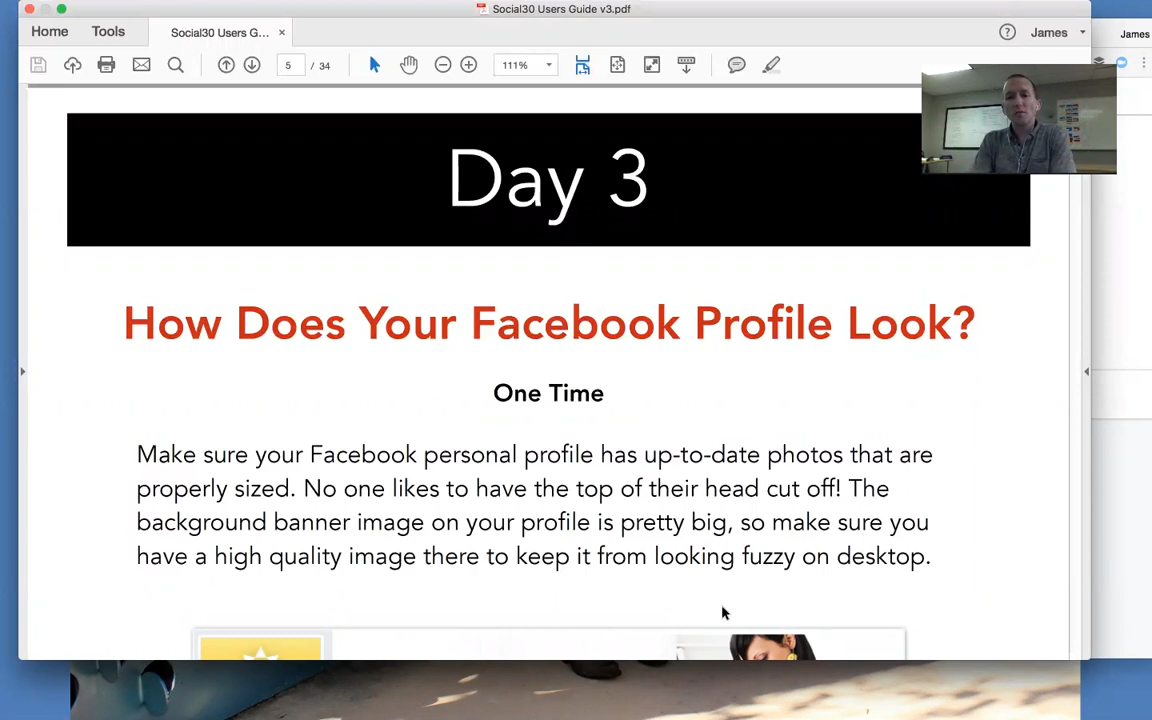 Social30 Users Guide v3.pdf
Home
Tools
Social30 Users G... ×
James
James
5 / 34
111%
Day 3
How Does Your Facebook Profile Look?
One Time
Make sure your Facebook personal profile has up-to-date photos that are
properly sized. No one likes to have the top of their head cut off! The
background banner image on your profile is pretty big, so make sure you
have a high quality image there to keep it from looking fuzzy on desktop.